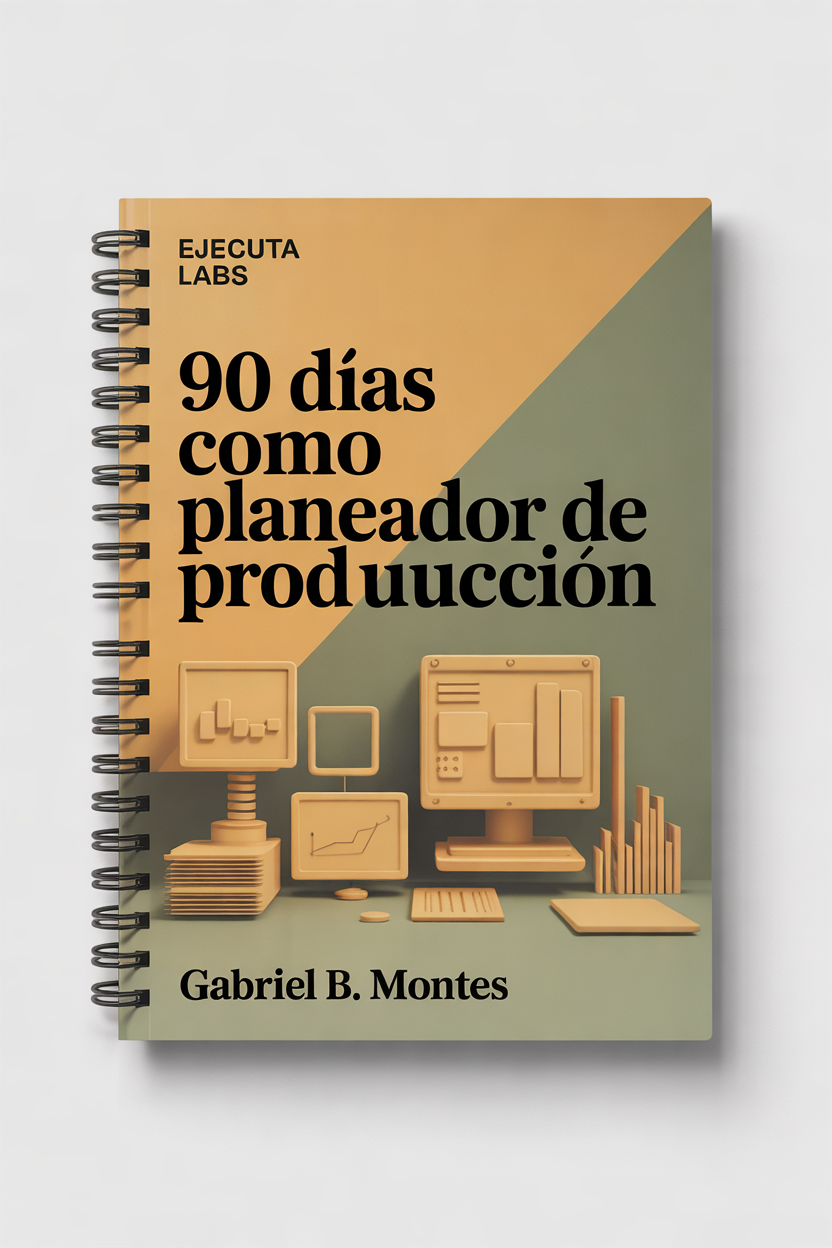 EJECUTA
LABS
90 días
como
planeador de
produucción
Gabriel B. Montes